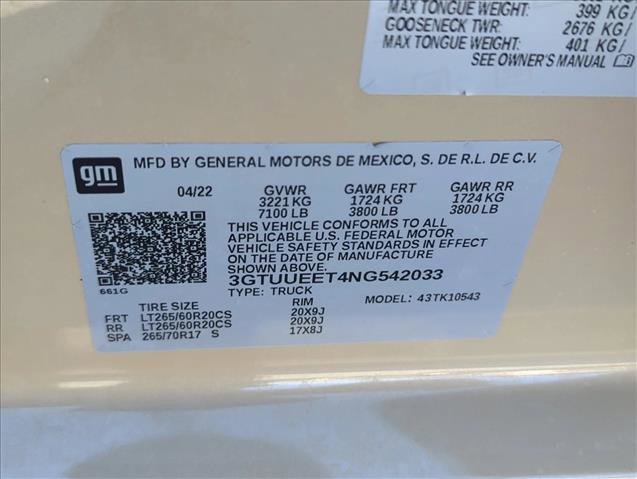 MAX TONGUE WEIGHT: 399 KG/
GOOSENECK TWR: 2676 KG/
MAX TONGUE WEIGHT: 401 KG/
SEE OWNER'S MANUAL
gm
MFD BY GENERAL MOTORS DE MEXICO, S. DE R.L. DE C.V.
04/22 GVWR GAWR FRT GAWR RR
3221 KG 1724 KG 1724 KG
7100 LB 3800 LB 3800 LB
THIS VEHICLE CONFORMS TO ALL
APPLICABLE U.S. FEDERAL MOTOR
VEHICLE SAFETY STANDARDS IN EFFECT
ON THE DATE OF MANUFACTURE SHOWN ABOVE.
3GTUUEET4NG542033
661G
TYPE: TRUCK MODEL: 43TK10543
TIRE SIZE RIM
FRT LT265/60R20CS 20X9J
RR LT265/60R20CS 20X9J
SPA 265/70R17 S 17X8J